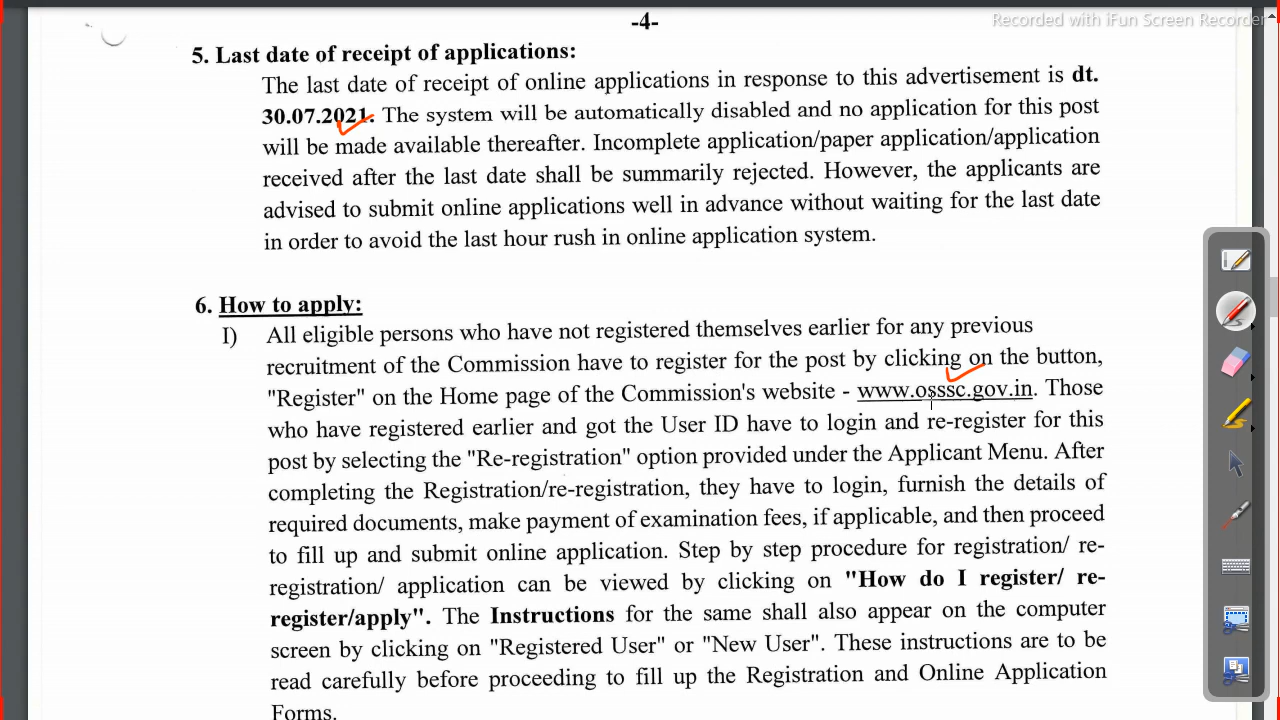 -4-
Recorded with iFun Screen Recorder
5. Last date of receipt of applications:
The last date of receipt of online applications in response to this advertisement is dt.
30.07.2021. The system will be automatically disabled and no application for this post
will be made available thereafter. Incomplete application/paper application/application
received after the last date shall be summarily rejected. However, the applicants are
advised to submit online applications well in advance without waiting for the last date
in order to avoid the last hour rush in online application system.
6. How to apply:
I) All eligible persons who have not registered themselves earlier for any previous
recruitment of the Commission have to register for the post by clicking on the button,
"Register" on the Home page of the Commission's website - www.osssc.gov.in. Those
who have registered earlier and got the User ID have to login and re-register for this
post by selecting the "Re-registration" option provided under the Applicant Menu. After
completing the Registration/re-registration, they have to login, furnish the details of
required documents, make payment of examination fees, if applicable, and then proceed
to fill up and submit online application. Step by step procedure for registration/ re-
registration/ application can be viewed by clicking on "How do I register/ re-
register/apply". The Instructions for the same shall also appear on the computer
screen by clicking on "Registered User" or "New User". These instructions are to be
read carefully before proceeding to fill up the Registration and Online Application
Forms.